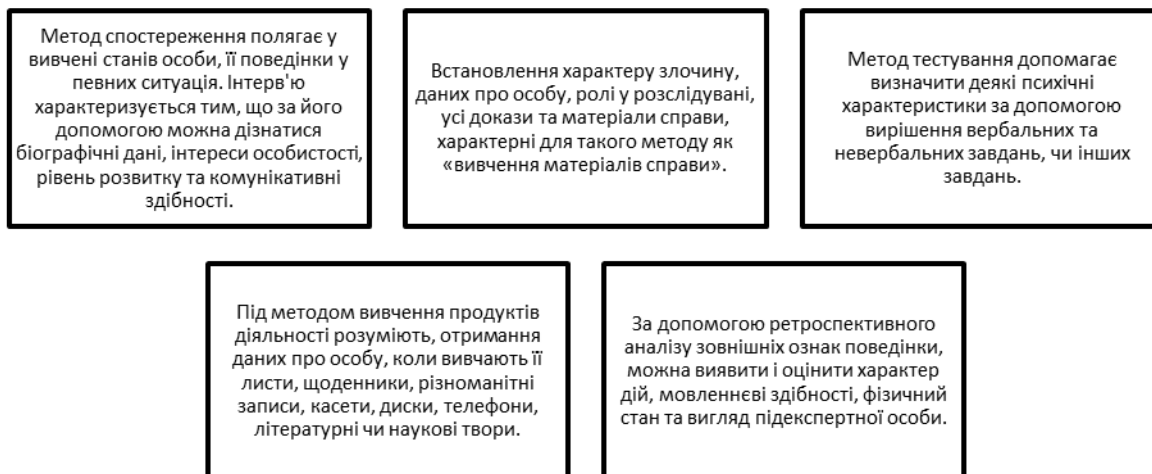 Метод спостереження полягає у
вивчені станів особи, її поведінки у
певних ситуація. Інтерв'ю
характеризується тим, що за його
допомогою можна дізнатися
біографічні дані, інтереси особистості,
рівень розвитку та комунікативні
здібності.
Встановлення характеру злочину,
даних про особу, ролі у розслідувані,
усі докази та матеріали справи,
характерні для такого методу як
«вивчення матеріалів справи».
Метод тестування допомагає
визначити деякі психічні
характеристики за допомогою
вирішення вербальних та
невербальних завдань, чи інших
завдань.
Під методом вивчення продуктів
діяльності розуміють, отримання
даних про особу, коли вивчають її
листи, щоденники, різноманітні
записи, касети, диски, телефони,
літературні чи наукові твори.
За допомогою ретроспективного
аналізу зовнішніх ознак поведінки,
можна виявити і оцінити характер
дій, мовленнєві здібності, фізичний
стан та вигляд підекспертної особи.